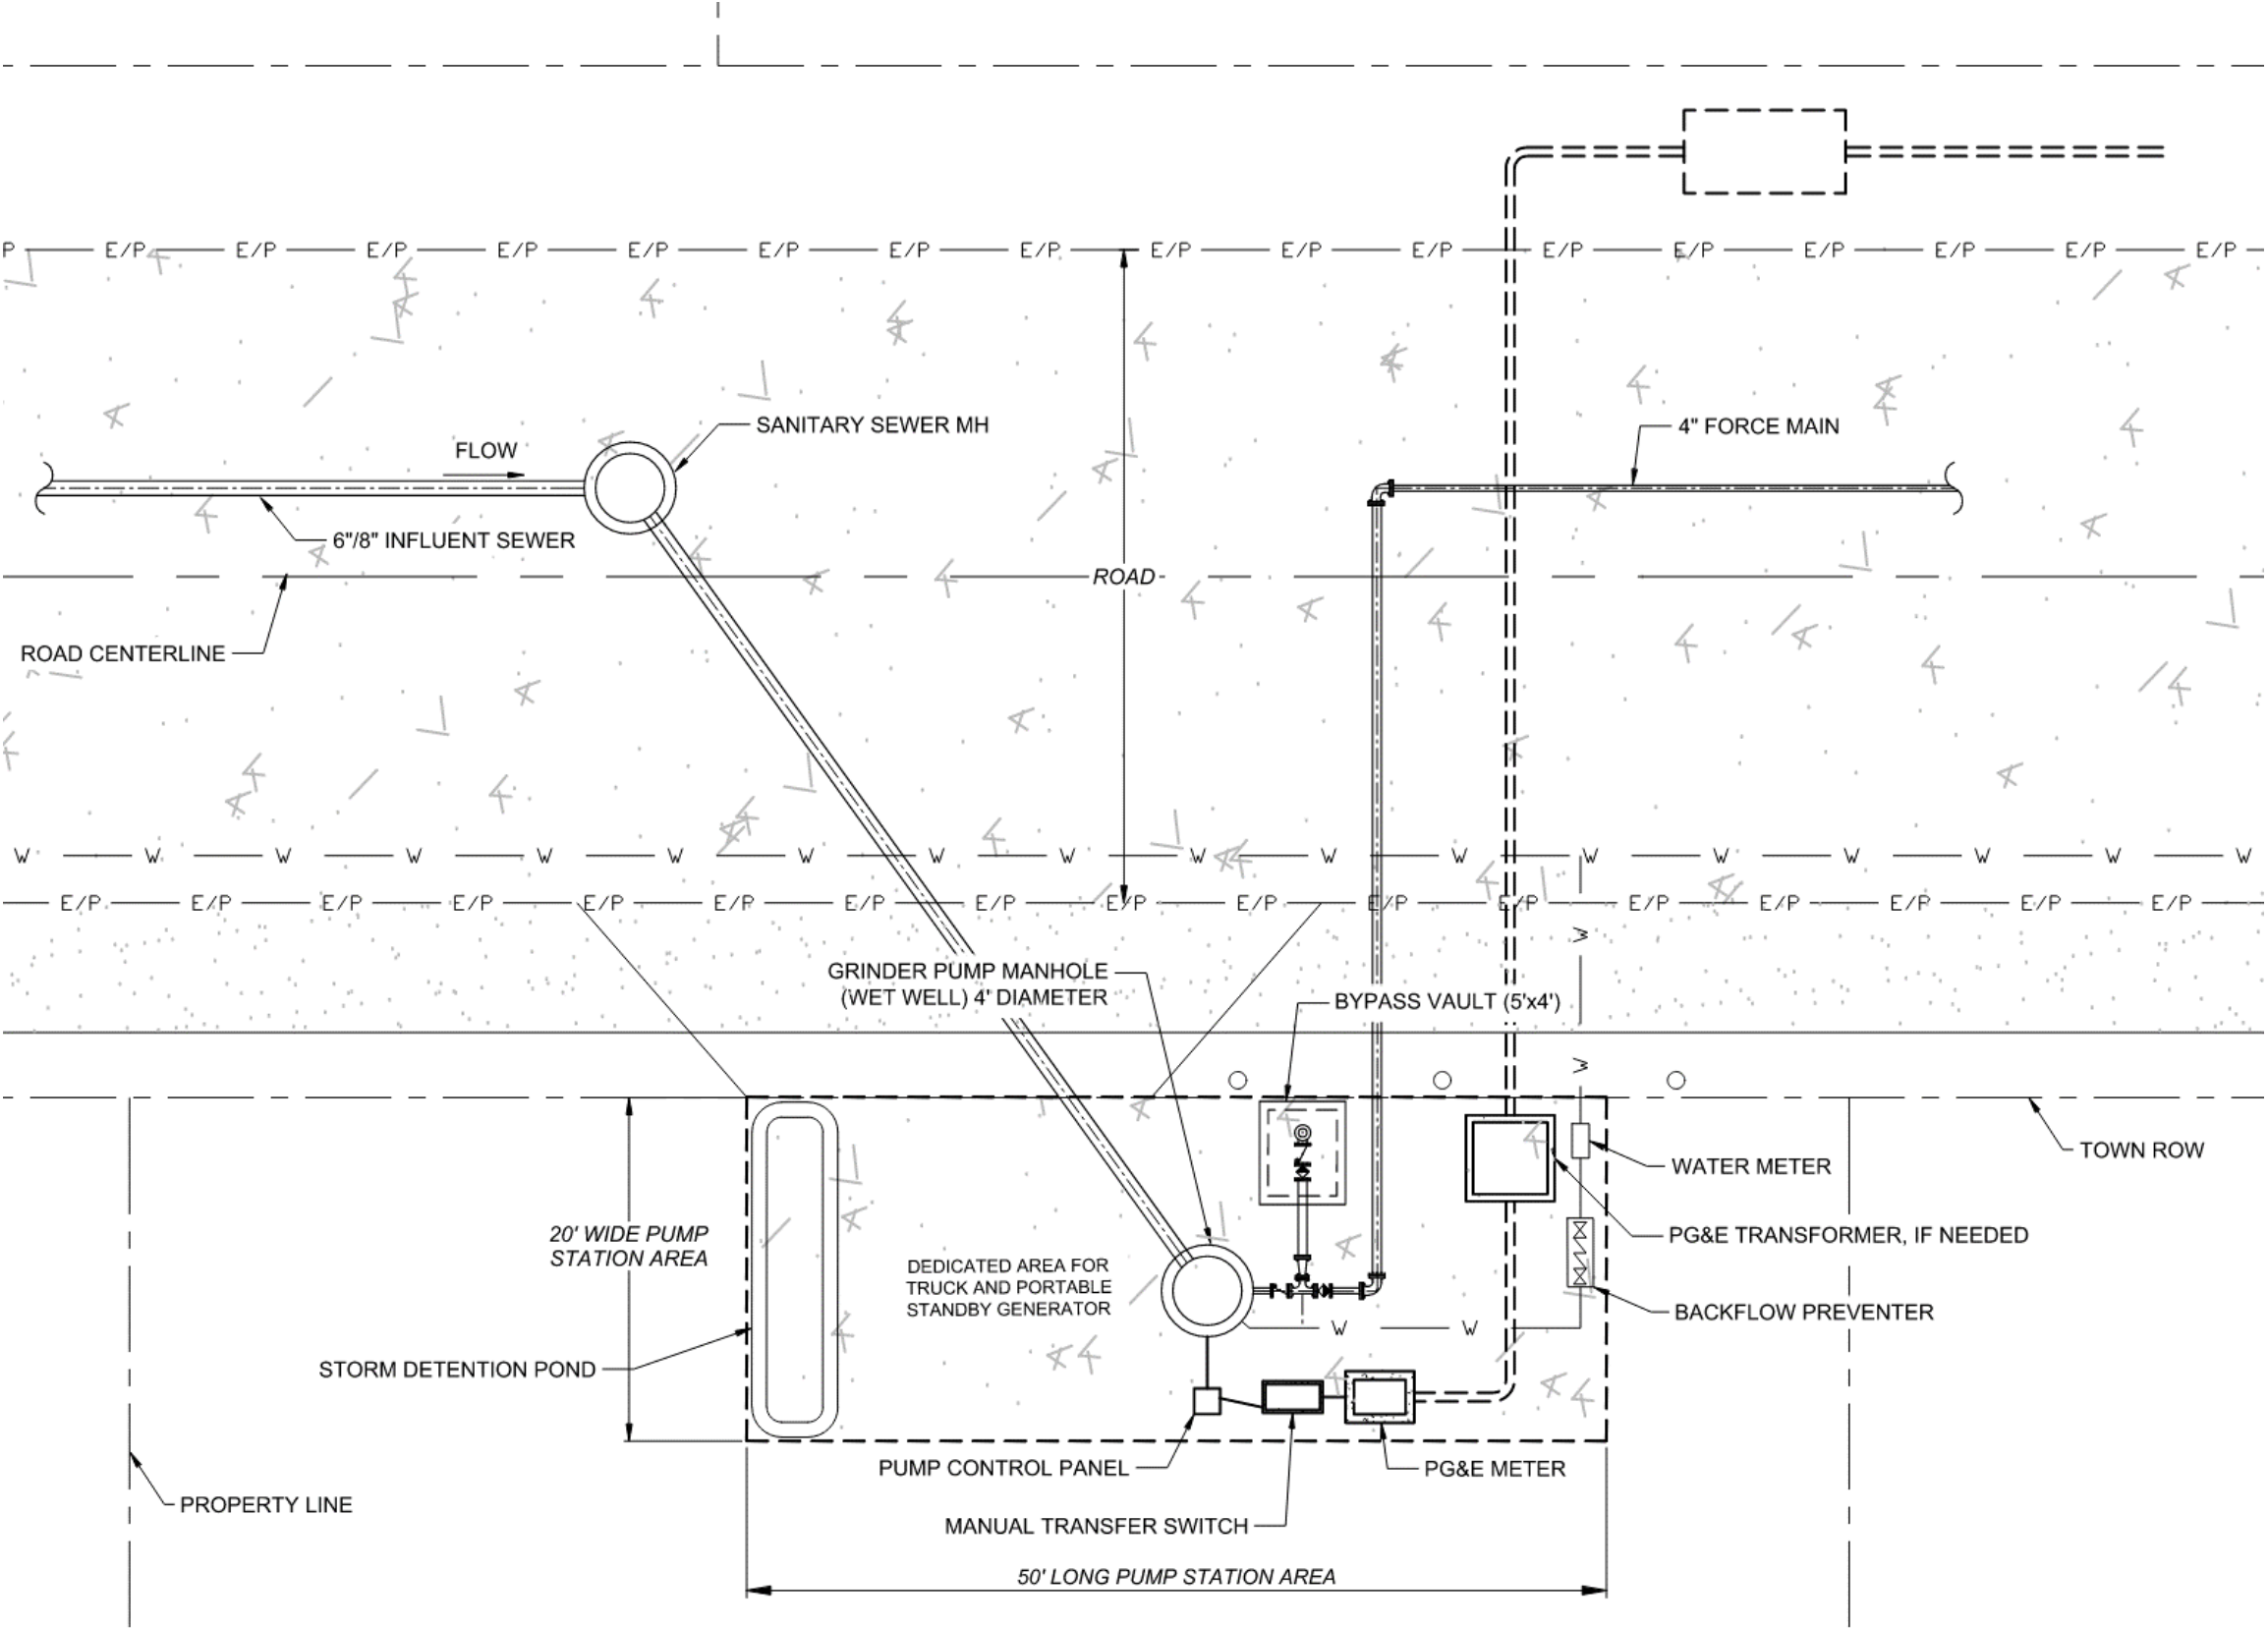 P E/P E/P E/P E/P E/P E/P E/P E/P E/P E/P E/P E/P E/P E/P E/P E/P E/P
SANITARY SEWER MH
4" FORCE MAIN
FLOW
6"/8" INFLUENT SEWER
ROAD
ROAD CENTERLINE
W W W W W W W W W W W W W W W W W W
E/P E/P E/P E/P E/P E/P E/P E/P E/P E/P E/P E/P E/P E/P E/P E/P E/P
W
GRINDER PUMP MANHOLE
(WET WELL) 4' DIAMETER
BYPASS VAULT (5'x4')
W
TOWN ROW
WATER METER
20' WIDE PUMP
STATION AREA
PG&E TRANSFORMER, IF NEEDED
DEDICATED AREA FOR
TRUCK AND PORTABLE
STANDBY GENERATOR
BACKFLOW PREVENTER
W W
STORM DETENTION POND
PUMP CONTROL PANEL
PG&E METER
PROPERTY LINE
MANUAL TRANSFER SWITCH
50' LONG PUMP STATION AREA